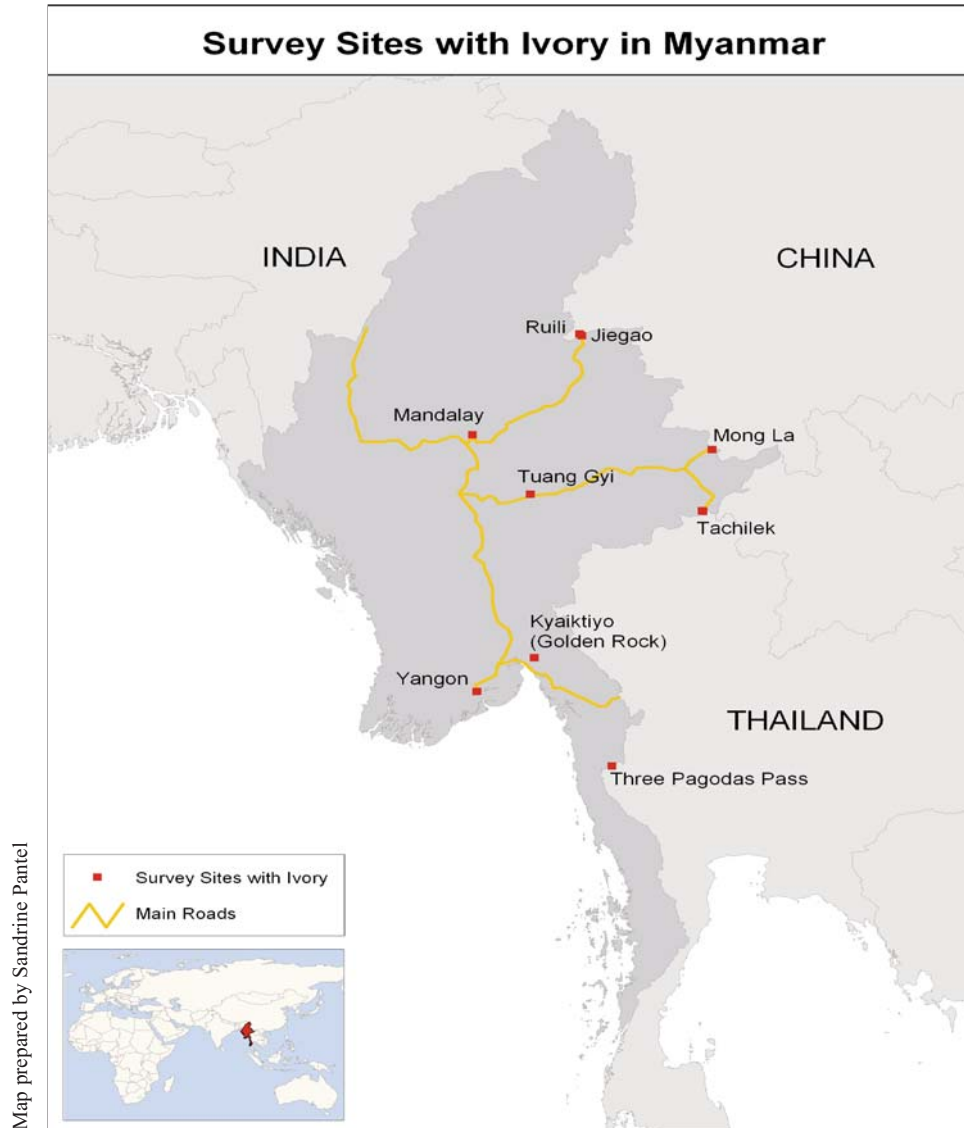 Survey Sites with Ivory in Myanmar
INDIA
CHINA
Ruili
Jiegao
Mandalay
Mong La
Tuang Gyi
Tachilek
Kyaiktiyo
(Golden Rock)
Yangon
THAILAND
Three Pagodas Pass
Survey Sites with Ivory
Main Roads
Map prepared by Sandrine Pantel